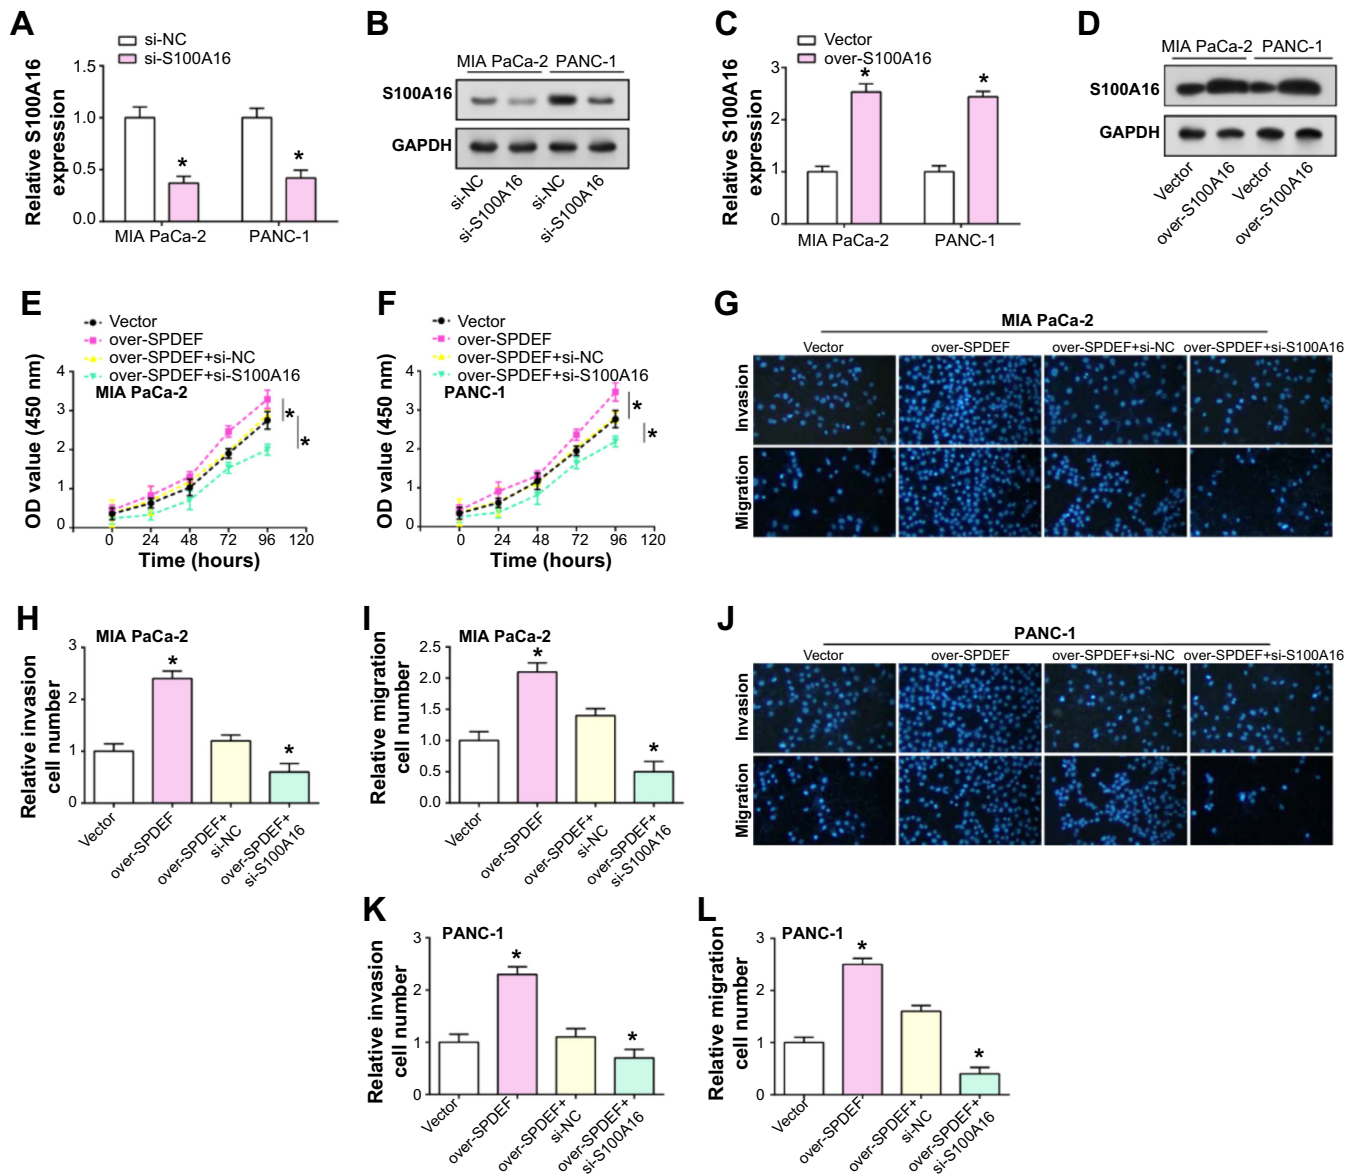 A
si-NC
si-S100A16
Relative S100A16
expression
1.5
1.0
0.5
0.0
*
*
MIA PaCa-2
PANC-1
B
MIA PaCa-2 PANC-1
S100A16
GAPDH
si-NC
si-S100A16
si-NC
si-S100A16
C
Vector
over-S100A16
Relative S100A16
expression
3
2
1
0
*
*
MIA PaCa-2
PANC-1
D
MIA PaCa-2 PANC-1
S100A16
GAPDH
Vector
over-S100A16
Vector
over-S100A16
E
Vector
over-SPDEF
over-SPDEF+si-NC
over-SPDEF+si-S100A16
MIA PaCa-2
OD value (450 nm)
4
3
2
1
0
*
*
0 24 48 72 96 120
Time (hours)
F
Vector
over-SPDEF
over-SPDEF+si-NC
over-SPDEF+si-S100A16
PANC-1
OD value (450 nm)
4
3
2
1
0
*
*
0 24 48 72 96 120
Time (hours)
G
MIA PaCa-2
Vector over-SPDEF over-SPDEF+si-NC over-SPDEF+si-S100A16
Invasion
Migration
H
MIA PaCa-2
Relative invasion
cell number
3
2
1
0
*
*
Vector
over-SPDEF
over-SPDEF+
si-NC
over-SPDEF+
si-S100A16
I
MIA PaCa-2
Relative migration
cell number
2.5
2.0
1.5
1.0
0.5
0.0
*
*
Vector
over-SPDEF
over-SPDEF+
si-NC
over-SPDEF+
si-S100A16
J
PANC-1
Vector over-SPDEF over-SPDEF+si-NC over-SPDEF+si-S100A16
Invasion
Migration
K
PANC-1
Relative invasion
cell number
3
2
1
0
*
*
Vector
over-SPDEF
over-SPDEF+
si-NC
over-SPDEF+
si-S100A16
L
PANC-1
Relative migration
cell number
3
2
1
0
*
*
Vector
over-SPDEF
over-SPDEF+
si-NC
over-SPDEF+
si-S100A16